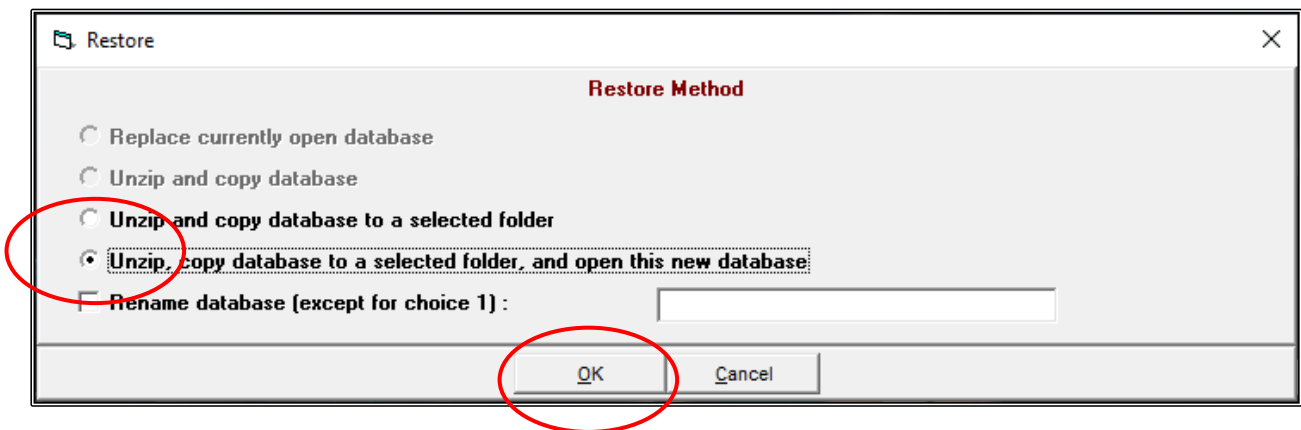 Restore
Restore Method
Replace currently open database
Unzip and copy database
Unzip and copy database to a selected folder
Unzip, copy database to a selected folder, and open this new database
Rename database (except for choice 1) :
OK Cancel